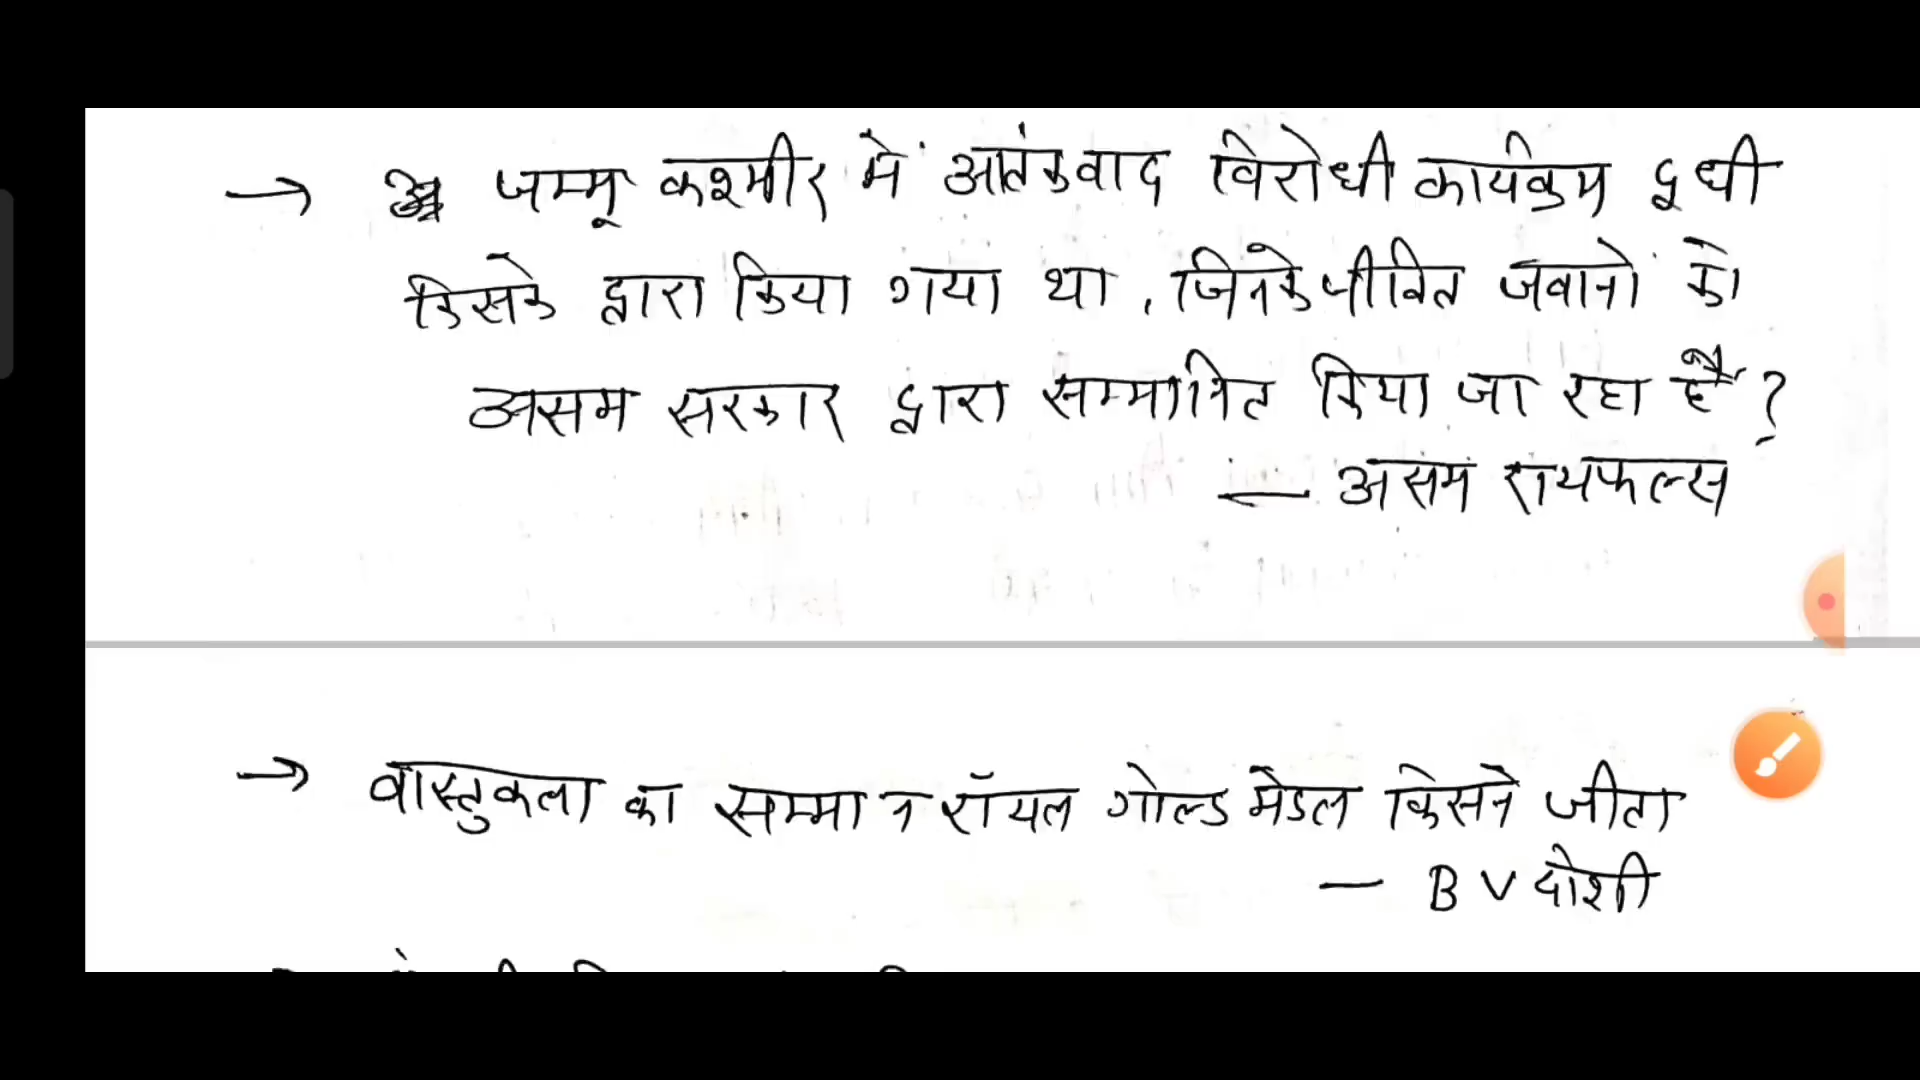 → जम्मू कश्मीर में आतंकवाद विरोधी कार्यक्रम दूधी
किसके द्वारा किया गया था, जिनके जीवित जवानों को
असम सरकार द्वारा सम्मानित किया जा रहा है?
— असम रायफल्स
→ वास्तुकला का सम्मान रॉयल गोल्ड मेडल किसने जीता
— B V दोशी